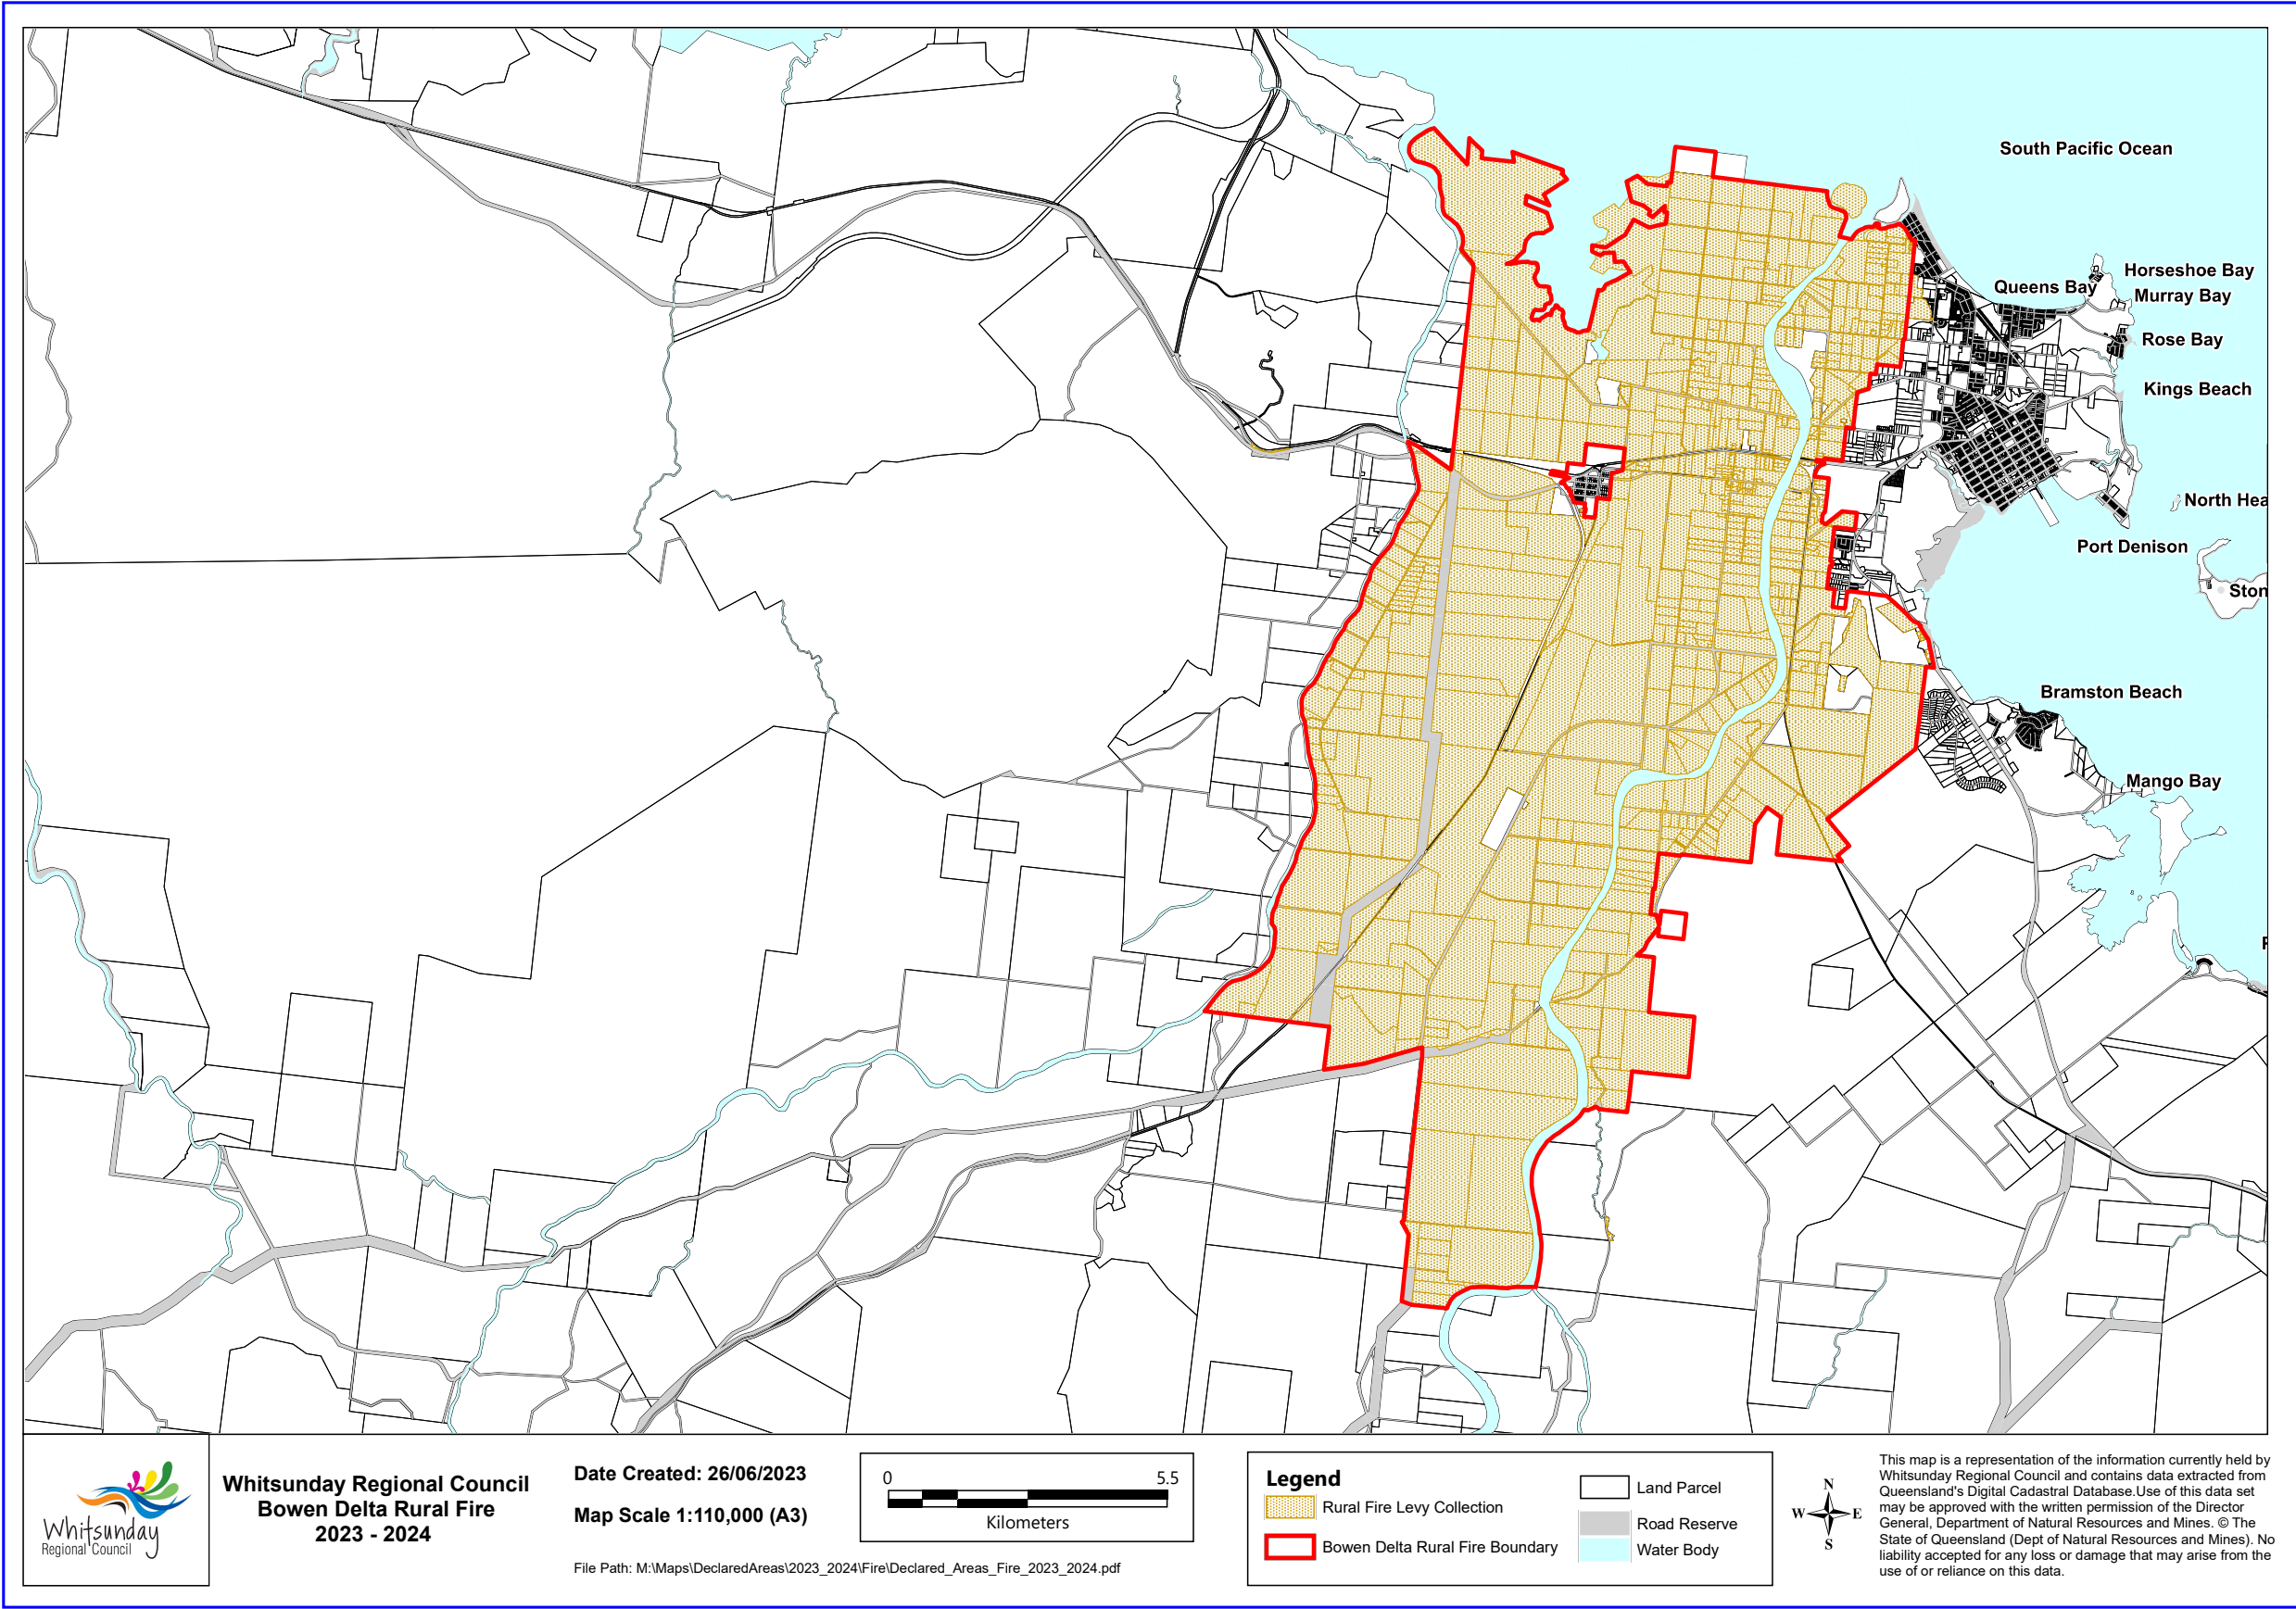 South Pacific Ocean
Horseshoe Bay
Queens Bay
Murray Bay
Rose Bay
Kings Beach
North Hea
Port Denison
Ston
Bramston Beach
Mango Bay
Whitsunday
Regional Council
Whitsunday Regional Council
Bowen Delta Rural Fire
2023 - 2024
Date Created: 26/06/2023
Map Scale 1:110,000 (A3)
File Path: M:\Maps\DeclaredAreas\2023_2024\Fire\Declared_Areas_Fire_2023_2024.pdf
0 5.5
Kilometers
Legend
Rural Fire Levy Collection
Bowen Delta Rural Fire Boundary
Land Parcel
Road Reserve
Water Body
N
W E
S
This map is a representation of the information currently held by
Whitsunday Regional Council and contains data extracted from
Queensland's Digital Cadastral Database.Use of this data set
may be approved with the written permission of the Director
General, Department of Natural Resources and Mines. © The
State of Queensland (Dept of Natural Resources and Mines). No
liability accepted for any loss or damage that may arise from the
use of or reliance on this data.